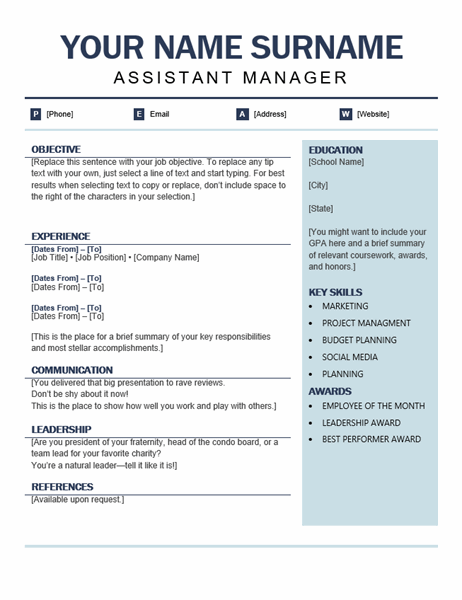 YOUR NAME SURNAME
ASSISTANT MANAGER
P [Phone] E Email A [Address] W [Website]
OBJECTIVE
[Replace this sentence with your job objective. To replace any tip
text with your own, just select a line of text and start typing. For best
results when selecting text to copy or replace, don't include space to
the right of the characters in your selection.]
EXPERIENCE
[Dates From] – [To]
[Job Title] • [Job Position] • [Company Name]
[Dates From] – [To]
[Dates From] – [To]
[Dates From] – [To]
[Dates From] – [To]
[This is the place for a brief summary of your key responsibilities
and most stellar accomplishments.]
COMMUNICATION
[You delivered that big presentation to rave reviews.
Don't be shy about it now!
This is the place to show how well you work and play with others.]
LEADERSHIP
[Are you president of your fraternity, head of the condo board, or a
team lead for your favorite charity?
You're a natural leader—tell it like it is!]
REFERENCES
[Available upon request.]
EDUCATION
[School Name]
[City]
[State]
[You might want to include your
GPA here and a brief summary
of relevant coursework, awards,
and honors.]
KEY SKILLS
• MARKETING
• PROJECT MANAGMENT
• BUDGET PLANNING
• SOCIAL MEDIA
• PLANNING
AWARDS
• EMPLOYEE OF THE MONTH
• LEADERSHIP AWARD
• BEST PERFORMER AWARD